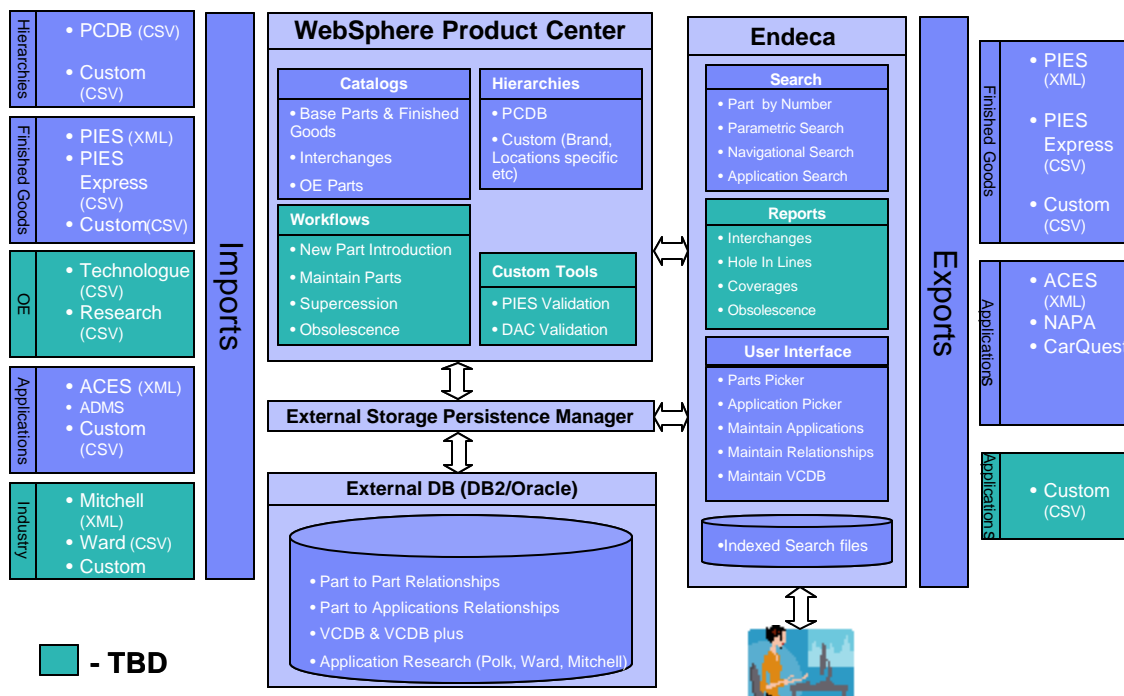 Hierarchies
• PCDB (CSV)
• Custom
(CSV)
Finished Goods
• PIES (XML)
• PIES
Express
(CSV)
• Custom(CSV)
OE
• Technologue
(CSV)
• Research
(CSV)
Applications
• ACES (XML)
• ADMS
• Custom
(CSV)
Industry
• Mitchell
(XML)
• Ward (CSV)
• Custom
Imports
WebSphere Product Center
Catalogs
• Base Parts & Finished
Goods
• Interchanges
• OE Parts
Hierarchies
• PCDB
• Custom (Brand,
Locations specific
etc)
Workflows
• New Part Introduction
• Maintain Parts
• Supercession
• Obsolescence
Custom Tools
• PIES Validation
• DAC Validation
External Storage Persistence Manager
External DB (DB2/Oracle)
• Part to Part Relationships
• Part to Applications Relationships
• VCDB & VCDB plus
• Application Research (Polk, Ward, Mitchell)
Endeca
Search
• Part by Number
• Parametric Search
• Navigational Search
• Application Search
Reports
• Interchanges
• Hole In Lines
• Coverages
• Obsolescence
User Interface
• Parts Picker
• Application Picker
• Maintain Applications
• Maintain Relationships
• Maintain VCDB
•Indexed Search files
Exports
Finished Goods
• PIES
(XML)
• PIES
Express
(CSV)
• Custom
(CSV)
Applications
• ACES
(XML)
• NAPA
• CarQuest
Applications
• Custom
(CSV)
- TBD